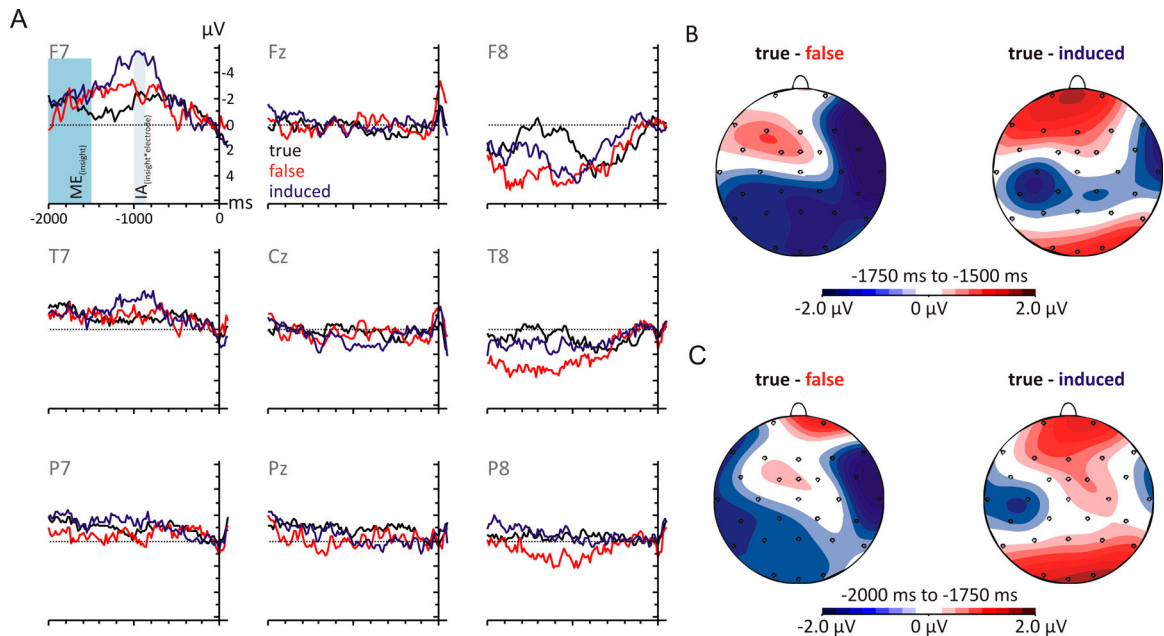 A
µV
F7
-4
-2
0
2
4
ME(insight)
IA(insight*electrode)
-2000
-1000
0
ms
Fz
true
false
induced
F8
T7
Cz
T8
P7
Pz
P8
B
true - false
true - induced
-1750 ms to -1500 ms
-2.0 µV
0 µV
2.0 µV
C
true - false
true - induced
-2000 ms to -1750 ms
-2.0 µV
0 µV
2.0 µV